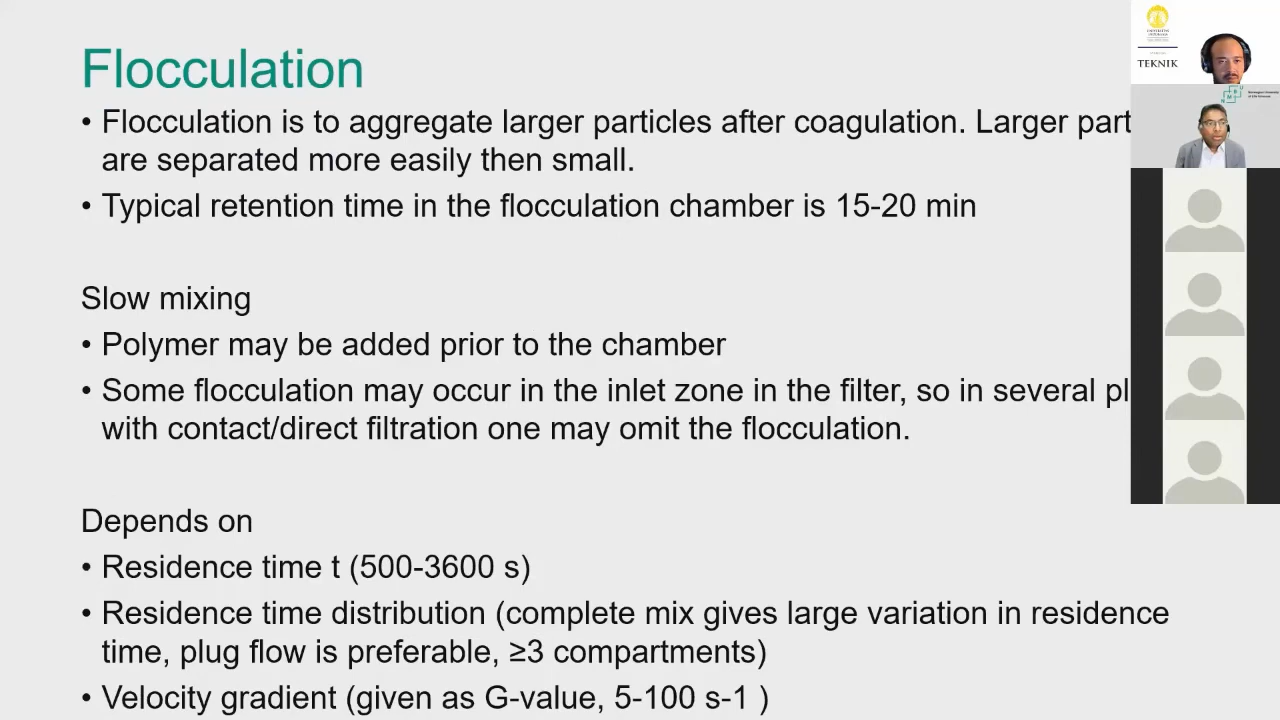 Flocculation
• Flocculation is to aggregate larger particles after coagulation. Larger part
are separated more easily then small.
• Typical retention time in the flocculation chamber is 15-20 min
Slow mixing
• Polymer may be added prior to the chamber
• Some flocculation may occur in the inlet zone in the filter, so in several pl
with contact/direct filtration one may omit the flocculation.
Depends on
• Residence time t (500-3600 s)
• Residence time distribution (complete mix gives large variation in residence
time, plug flow is preferable, ≥3 compartments)
• Velocity gradient (given as G-value, 5-100 s-1 )
TEKNIK